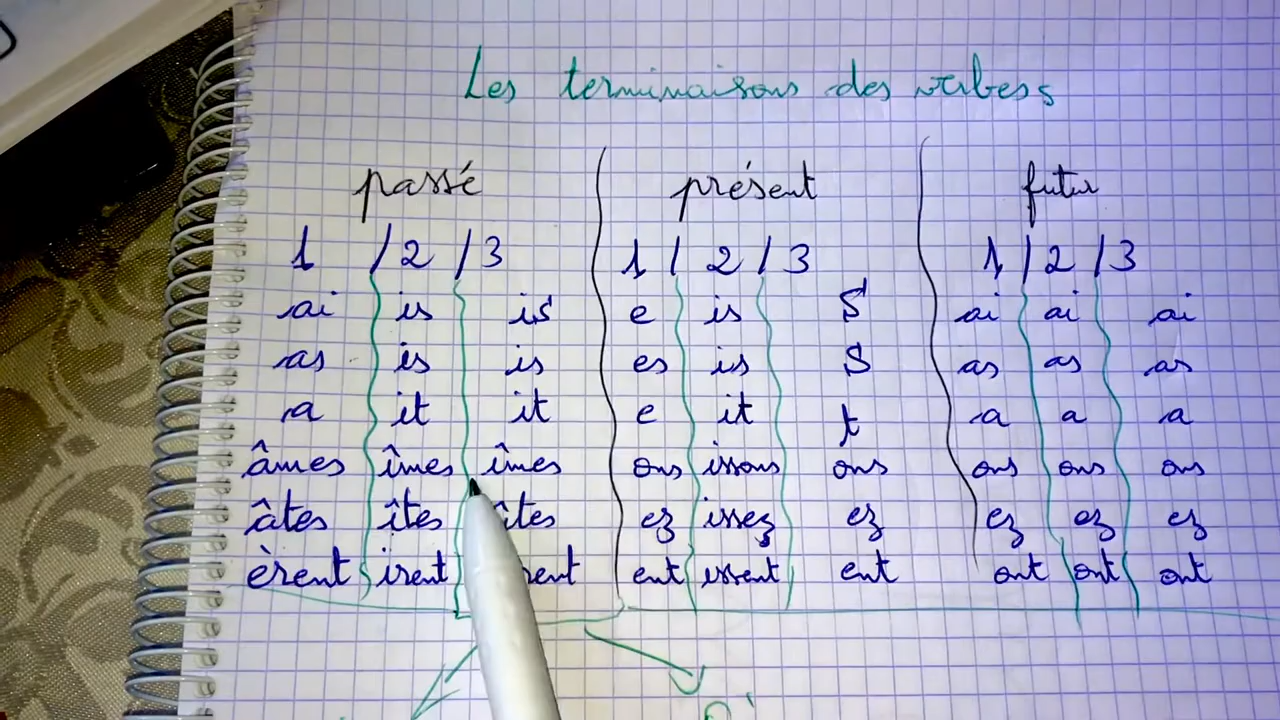 Les terminaisons des verbes
passé présent futur
1 / 2 / 3 1 / 2 / 3 1 / 2 / 3
ai is is e is s ai ai ai
as is is es is s as as as
a it it e it t a a a
âmes îmes îmes ons issons ons ons ons ons
âtes îtes îtes ez issez ez ez ez ez
èrent irent ent issent ent ont ont ont